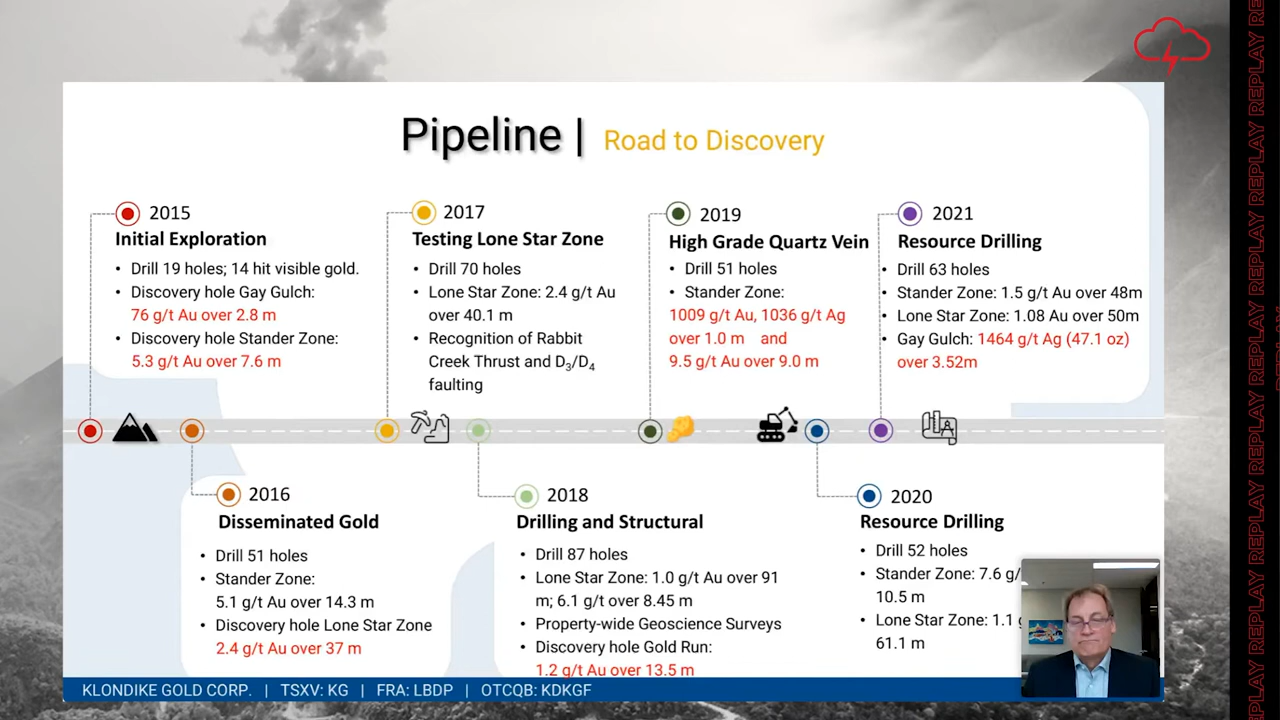 Pipeline | Road to Discovery
2015
Initial Exploration
• Drill 19 holes; 14 hit visible gold.
• Discovery hole Gay Gulch:
76 g/t Au over 2.8 m
• Discovery hole Stander Zone:
5.3 g/t Au over 7.6 m
2017
Testing Lone Star Zone
• Drill 70 holes
• Lone Star Zone: 2.4 g/t Au
over 40.1 m
• Recognition of Rabbit
Creek Thrust and D₃/D₄
faulting
2019
High Grade Quartz Vein
• Drill 51 holes
• Stander Zone:
1009 g/t Au, 1036 g/t Ag
over 1.0 m and
9.5 g/t Au over 9.0 m
2021
Resource Drilling
• Drill 63 holes
• Stander Zone: 1.5 g/t Au over 48m
• Lone Star Zone: 1.08 Au over 50m
• Gay Gulch: 1464 g/t Ag (47.1 oz)
over 3.52m
2016
Disseminated Gold
• Drill 51 holes
• Stander Zone:
5.1 g/t Au over 14.3 m
• Discovery hole Lone Star Zone
2.4 g/t Au over 37 m
2018
Drilling and Structural
• Drill 87 holes
• Lone Star Zone: 1.0 g/t Au over 91
m; 6.1 g/t over 8.45 m
• Property-wide Geoscience Surveys
• Discovery hole Gold Run:
1.2 g/t Au over 13.5 m
2020
Resource Drilling
• Drill 52 holes
• Stander Zone: 7.6 g/
10.5 m
• Lone Star Zone: 1.1
61.1 m
KLONDIKE GOLD CORP. | TSXV: KG | FRA: LBDP | OTCQB: KDKGF
REPLAY REPLAY REPLAY REPLAY REPLAY REPLAY REPLAY REPLAY